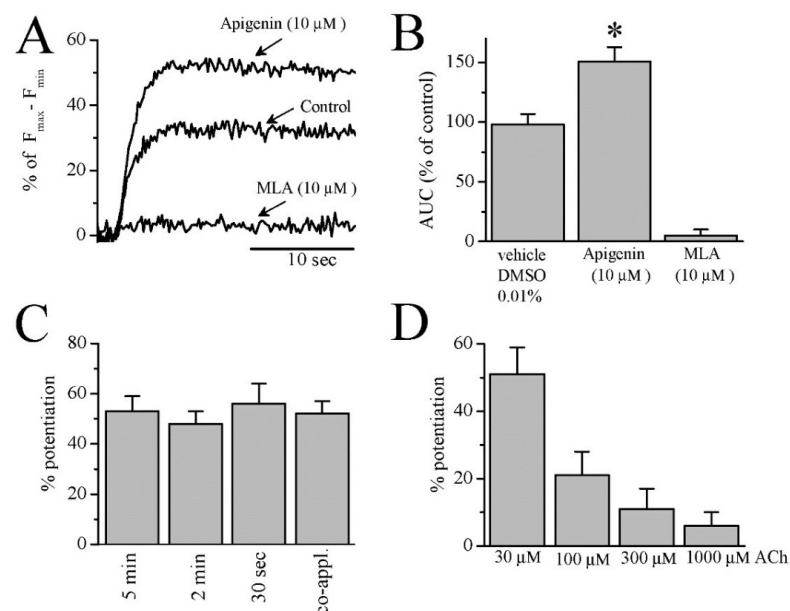 A
Apigenin (10 µM )
60
40
20
0
% of F max - F min
Control
MLA (10 µM )
10 sec
B
*
150
100
50
0
AUC (% of control)
vehicle
DMSO
0.01%
Apigenin
(10 µM )
MLA
(10 µM )
C
80
60
40
20
0
% potentiation
5 min
2 min
30 sec
co-appl.
D
60
40
20
0
% potentiation
30 µM 100 µM 300 µM 1000 µM ACh